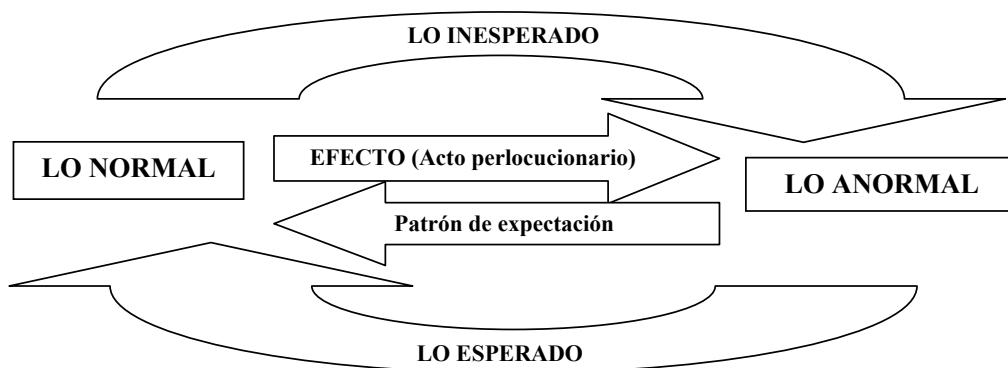 LO INESPERADO
EFECTO (Acto perlocucionario)
LO NORMAL
LO ANORMAL
Patrón de expectación
LO ESPERADO